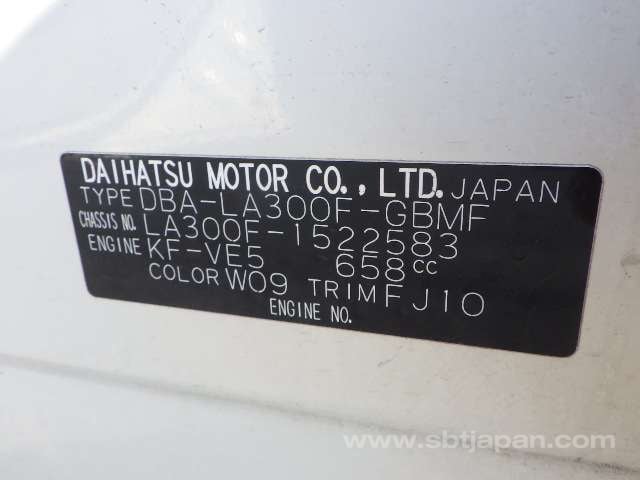 DAIHATSU MOTOR CO., LTD. JAPAN
TYPE DBA-LA300F-GBMF
CHASSIS NO. LA300F-1522583
ENGINE KF-VE5 658cc
COLOR W09 TRIM FJ10
ENGINE NO.
www.sbtjapan.com